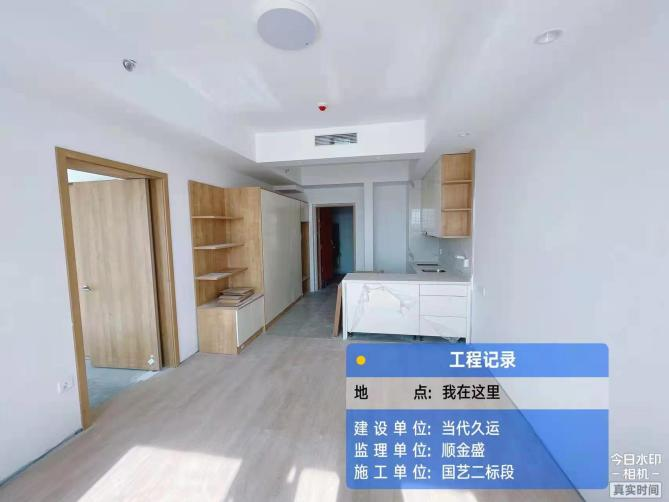 工程记录
地 点: 我在这里
建设单位: 当代久运
监理单位: 顺金盛
施工单位: 国艺二标段
今日水印
-相机-
真实时间